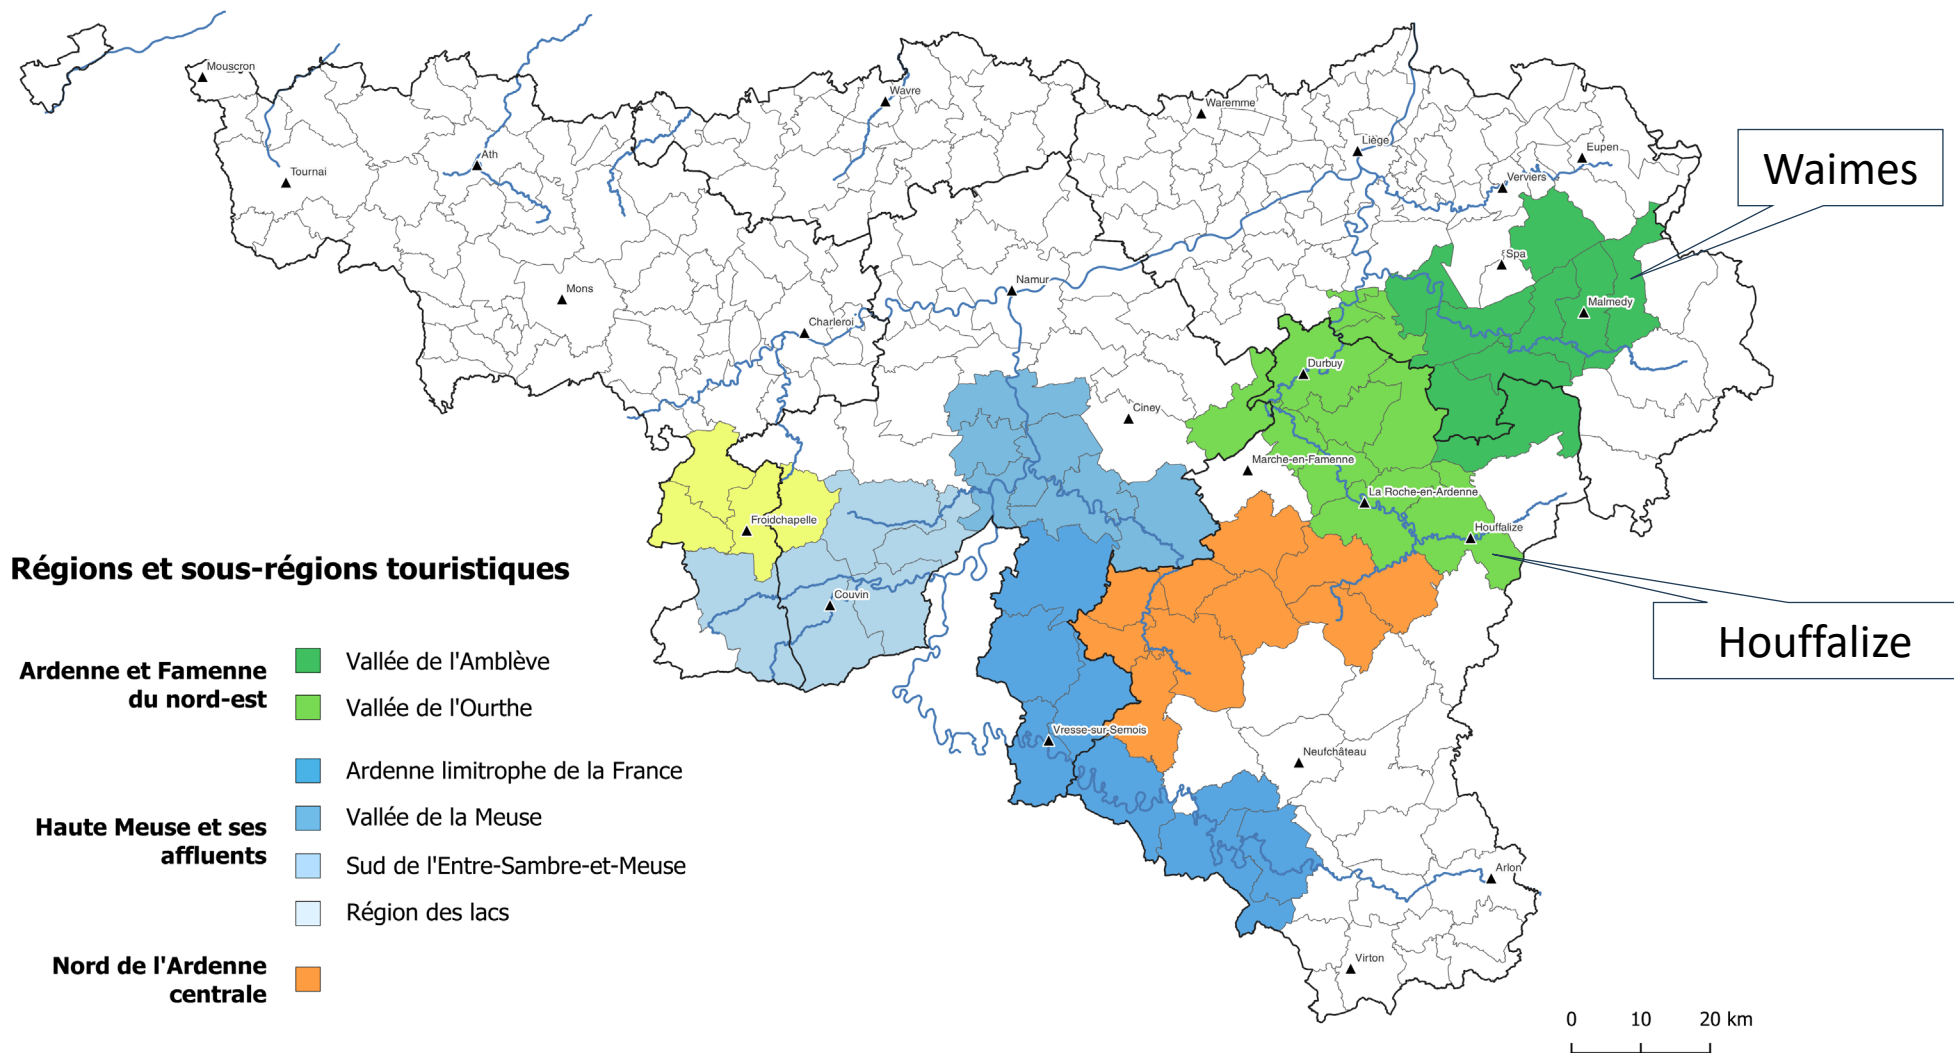 Mouscron
Wavre
Waremme
Liège
Eupen
Ath
Tournai
Verviers
Waimes
Spa
Namur
Mons
Malmedy
Charleroi
Durbuy
Ciney
Marche-en-Famenne
La Roche-en-Ardenne
Froidchapelle
Houffalize
Régions et sous-régions touristiques
Couvin
Houffalize
Ardenne et Famenne
du nord-est
Vallée de l'Amblève
Vallée de l'Ourthe
Vresse-sur-Semois
Neufchâteau
Haute Meuse et ses
affluents
Ardenne limitrophe de la France
Vallée de la Meuse
Sud de l'Entre-Sambre-et-Meuse
Région des lacs
Arlon
Nord de l'Ardenne
centrale
Virton
0 10 20 km